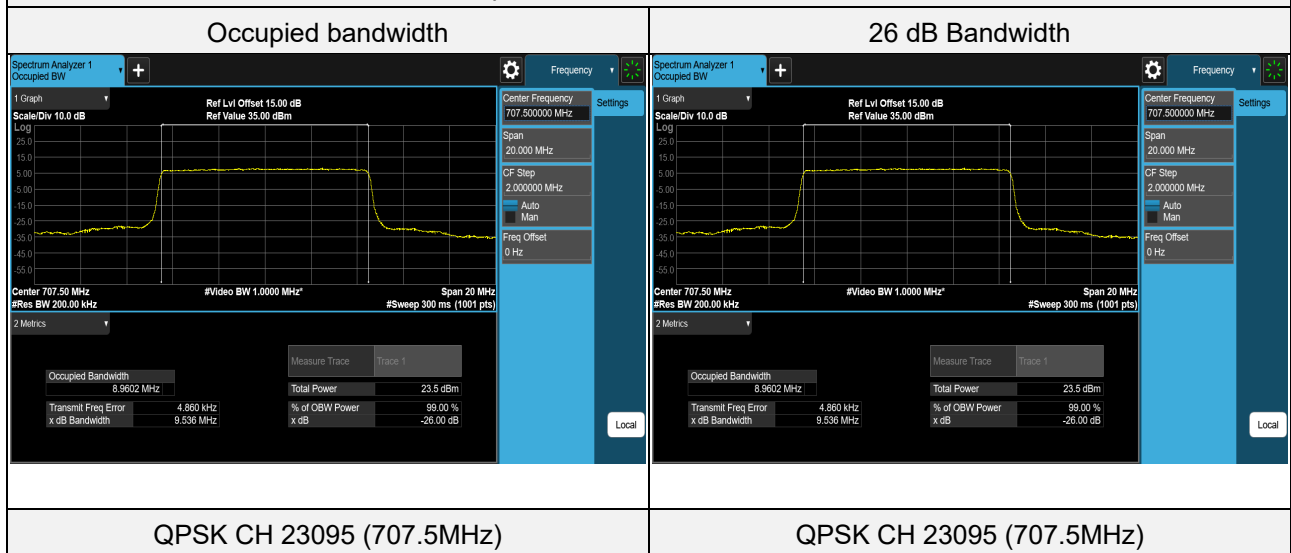 Occupied bandwidth
26 dB Bandwidth
Spectrum Analyzer 1
Occupied BW
Frequency
1 Graph
Ref Lvl Offset 15.00 dB
Scale/Div 10.0 dB
Ref Value 35.00 dBm
Log
25.0
15.0
5.00
-5.00
-15.0
-25.0
-35.0
-45.0
-55.0
Center 707.50 MHz
#Video BW 1.0000 MHz*
Span 20 MHz
#Res BW 200.00 kHz
#Sweep 300 ms (1001 pts)
Center Frequency
707.500000 MHz
Settings
Span
20.000 MHz
CF Step
2.000000 MHz
Auto
Man
Freq Offset
0 Hz
Local
2 Metrics
Measure Trace Trace 1
Occupied Bandwidth
8.9602 MHz
Total Power 23.5 dBm
Transmit Freq Error 4.860 kHz
% of OBW Power 99.00 %
x dB Bandwidth 9.536 MHz
x dB -26.00 dB
Spectrum Analyzer 1
Occupied BW
Frequency
1 Graph
Ref Lvl Offset 15.00 dB
Scale/Div 10.0 dB
Ref Value 35.00 dBm
Log
25.0
15.0
5.00
-5.00
-15.0
-25.0
-35.0
-45.0
-55.0
Center 707.50 MHz
#Video BW 1.0000 MHz*
Span 20 MHz
#Res BW 200.00 kHz
#Sweep 300 ms (1001 pts)
Center Frequency
707.500000 MHz
Settings
Span
20.000 MHz
CF Step
2.000000 MHz
Auto
Man
Freq Offset
0 Hz
Local
2 Metrics
Measure Trace Trace 1
Occupied Bandwidth
8.9602 MHz
Total Power 23.5 dBm
Transmit Freq Error 4.860 kHz
% of OBW Power 99.00 %
x dB Bandwidth 9.536 MHz
x dB -26.00 dB
QPSK CH 23095 (707.5MHz)
QPSK CH 23095 (707.5MHz)